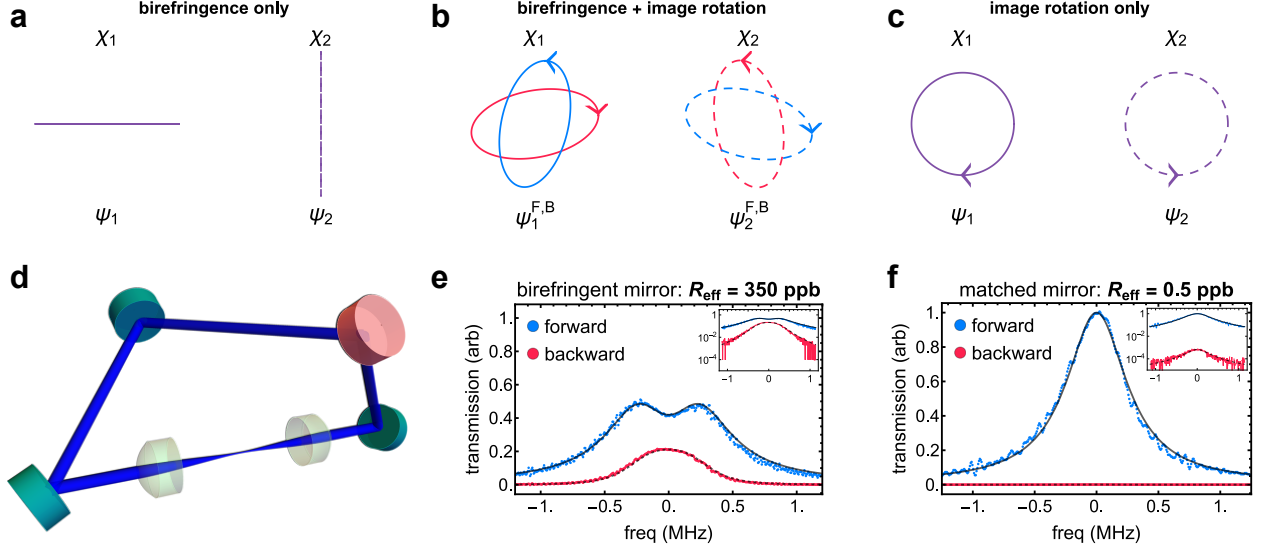 a
birefringence only
χ1
χ2
ψ1
ψ2
b
birefringence + image rotation
χ1
χ2
ψ1F,B
ψ2F,B
c
image rotation only
χ1
χ2
ψ1
ψ2
d
e
birefringent mirror: Reff = 350 ppb
transmission (arb)
1.
0.8
0.6
0.4
0.2
0.
forward
backward
10⁻²
10⁻⁴
-1 0 1
-1. -0.5 0. 0.5 1.
freq (MHz)
f
matched mirror: Reff = 0.5 ppb
transmission (arb)
1.
0.8
0.6
0.4
0.2
0.
forward
backward
10⁻²
10⁻⁴
-1 0 1
-1. -0.5 0. 0.5 1.
freq (MHz)